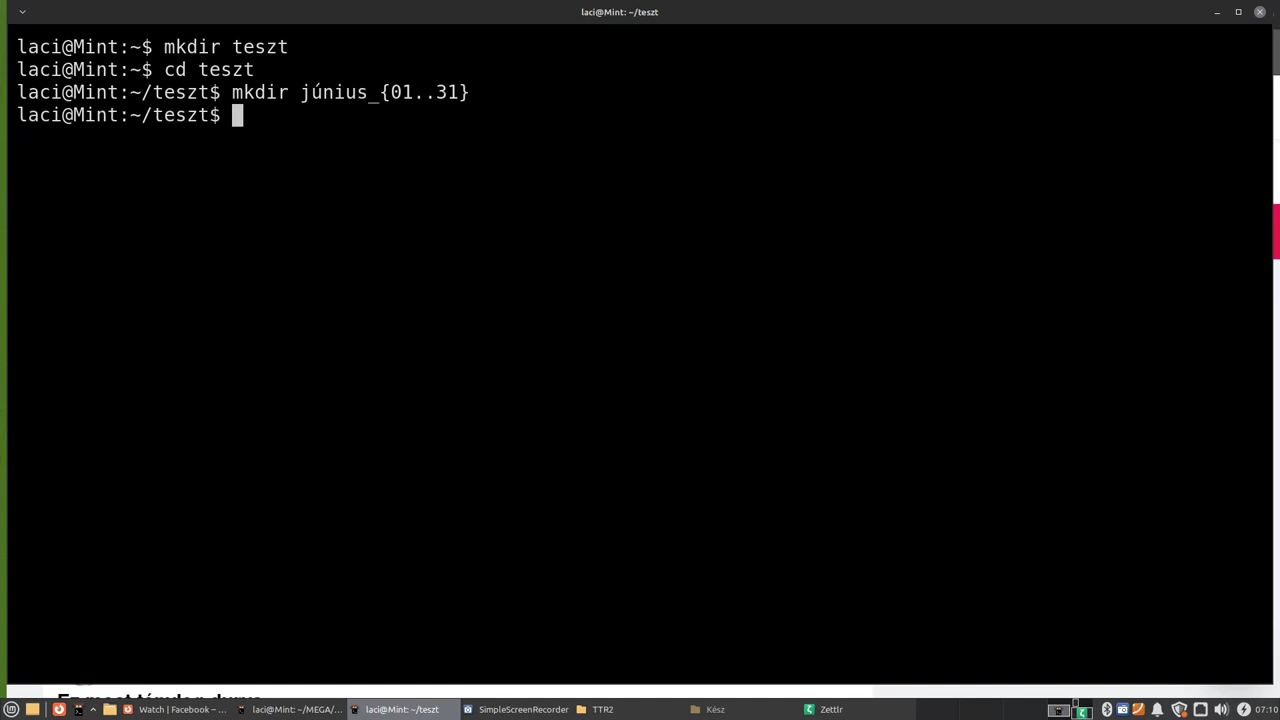 laci@Mint: ~/teszt
laci@Mint:~$ mkdir teszt
laci@Mint:~$ cd teszt
laci@Mint:~/teszt$ mkdir június_{01..31}
laci@Mint:~/teszt$
Watch | Facebook – ...
laci@Mint: ~/MEGA/...
laci@Mint: ~/teszt
SimpleScreenRecorder
TTR2
Kész
Zettlr
07:10